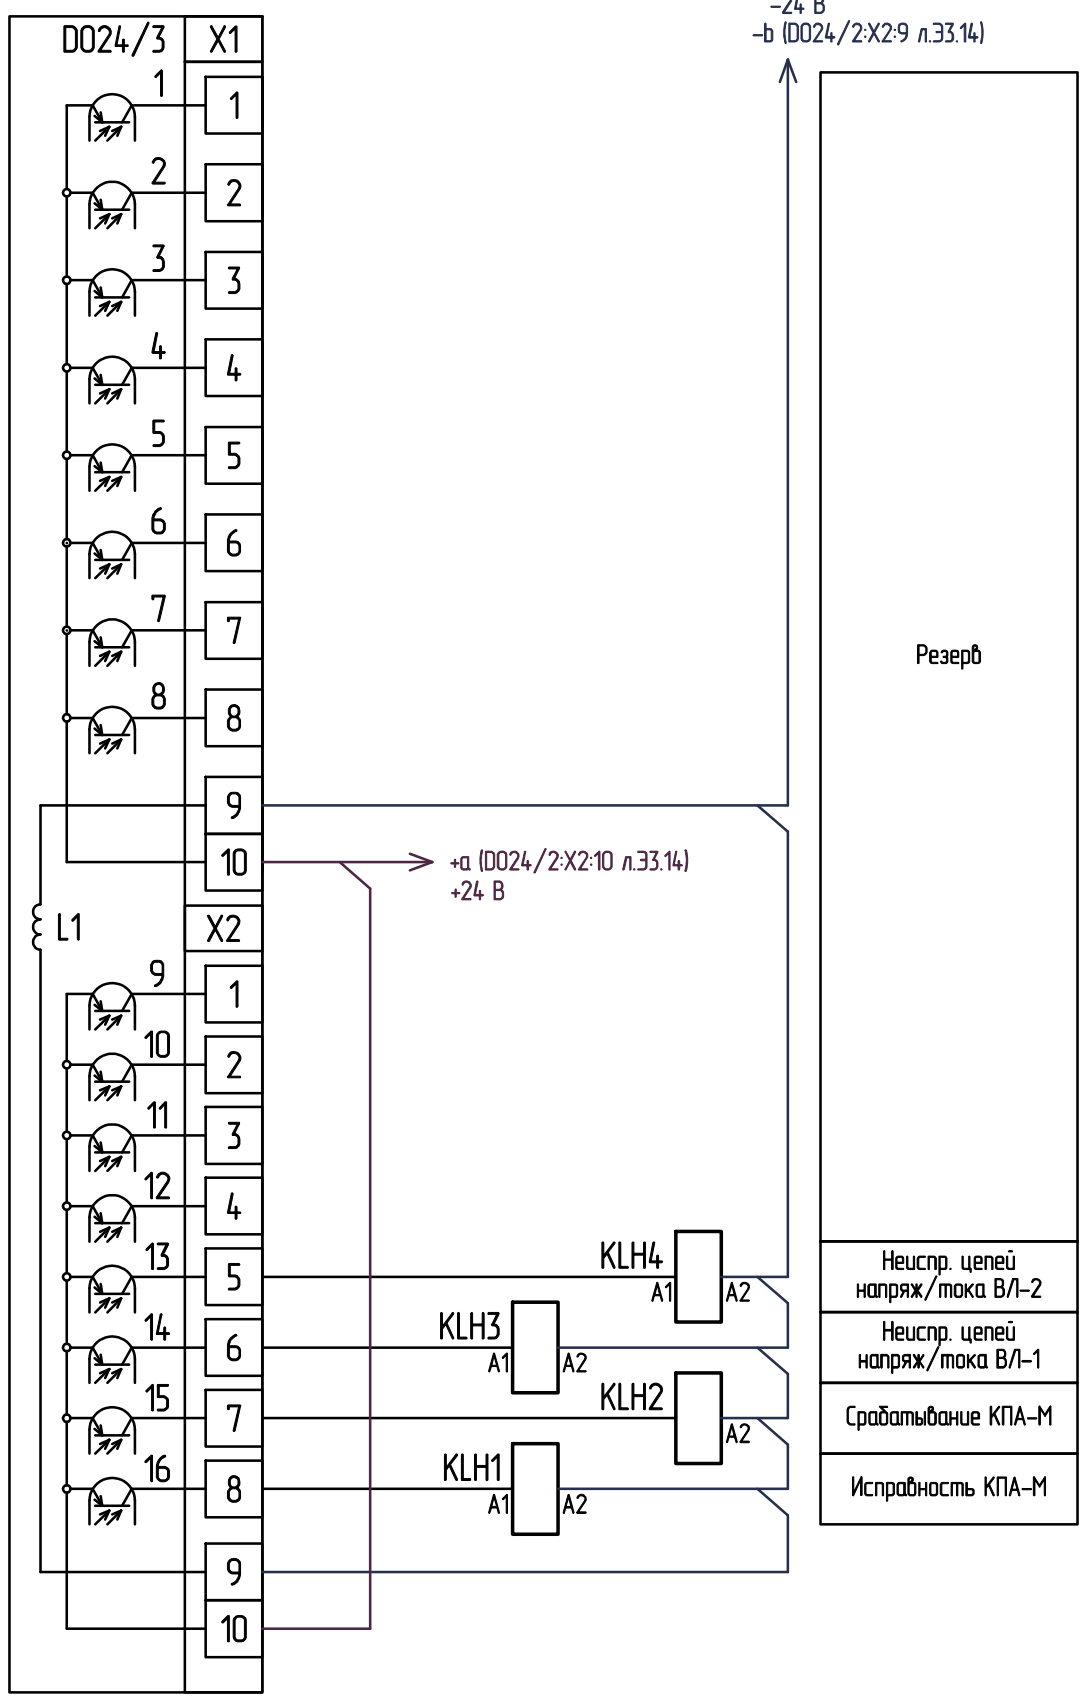 -24 В
-b (DO24/2:X2:9 л.Э3.14)
DO24/3 X1
1 1
2 2
3 3
4 4
5 5
6 6
7 7
8 8
9
10
+a (DO24/2:X2:10 л.Э3.14)
+24 В
L1
X2
9 1
10 2
11 3
12 4
13 5
14 6
15 7
16 8
9
10
KLH4
A1 A2
KLH3
A1 A2
KLH2
A2
KLH1
A1 A2
Резерв
Неиспр. цепей
напряж/тока ВЛ-2
Неиспр. цепей
напряж/тока ВЛ-1
Срабатывание КПА-М
Исправность КПА-М